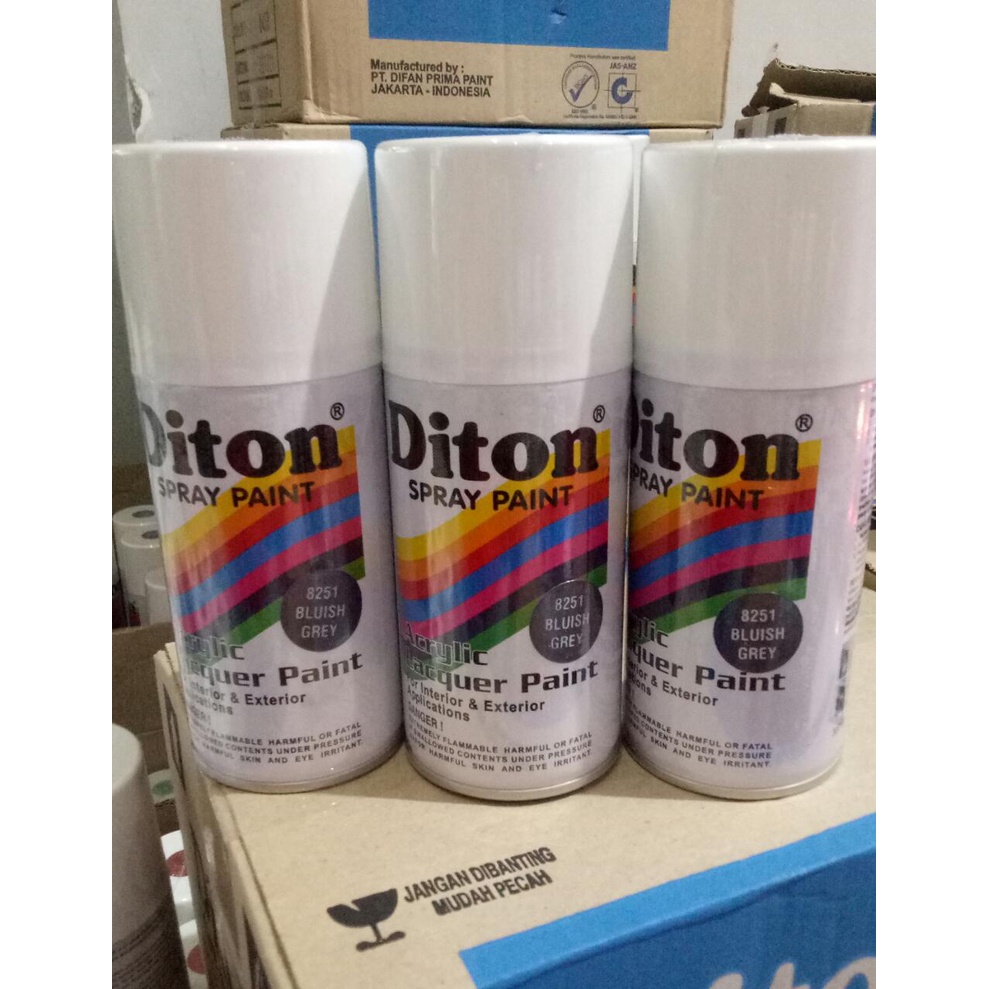 Manufactured by :
PT. DIFAN PRIMA PAINT
JAKARTA - INDONESIA
JAS-ANZ
Diton®
SPRAY PAINT
8251
BLUISH
GREY
Acrylic
Lacquer Paint
Interior & Exterior
Applications
FLAMMABLE HARMFUL OR FATAL
CONTENTS UNDER PRESSURE
HARMFUL SKIN AND EYE IRRITANT.
Diton®
SPRAY PAINT
8251
BLUISH
GREY
Acrylic
Lacquer Paint
For Interior & Exterior
Applications
DANGER !
EXTREMELY FLAMMABLE HARMFUL OR FATAL
IF SWALLOWED CONTENTS UNDER PRESSURE
HARMFUL SKIN AND EYE IRRITANT.
Diton®
SPRAY PAINT
8251
BLUISH
GREY
Acrylic
Lacquer Paint
Interior & Exterior
FLAMMABLE HARMFUL OR FATAL
CONTENTS UNDER PRESSURE
HARMFUL SKIN AND EYE IRRITANT.
JANGAN DIBANTING
MUDAH PECAH